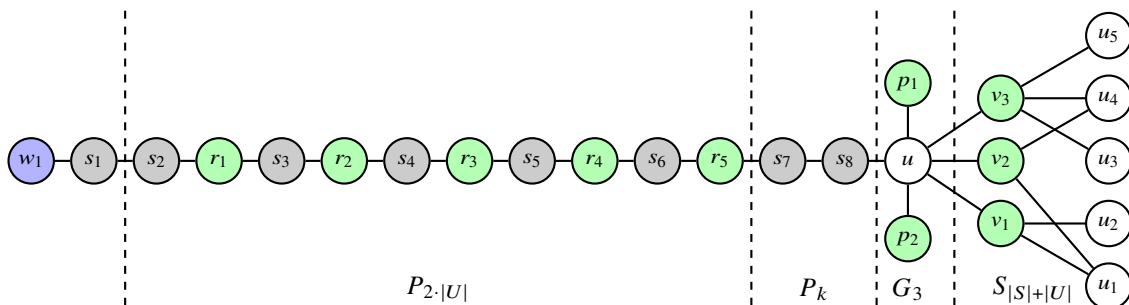 u₅
p₁ v₃ u₄
w₁ s₁ s₂ r₁ s₃ r₂ s₄ r₃ s₅ r₄ s₆ r₅ s₇ s₈ u v₂ u₃
p₂ v₁ u₂
P₂.|U| Pₖ G₃ S|S|+|U| u₁